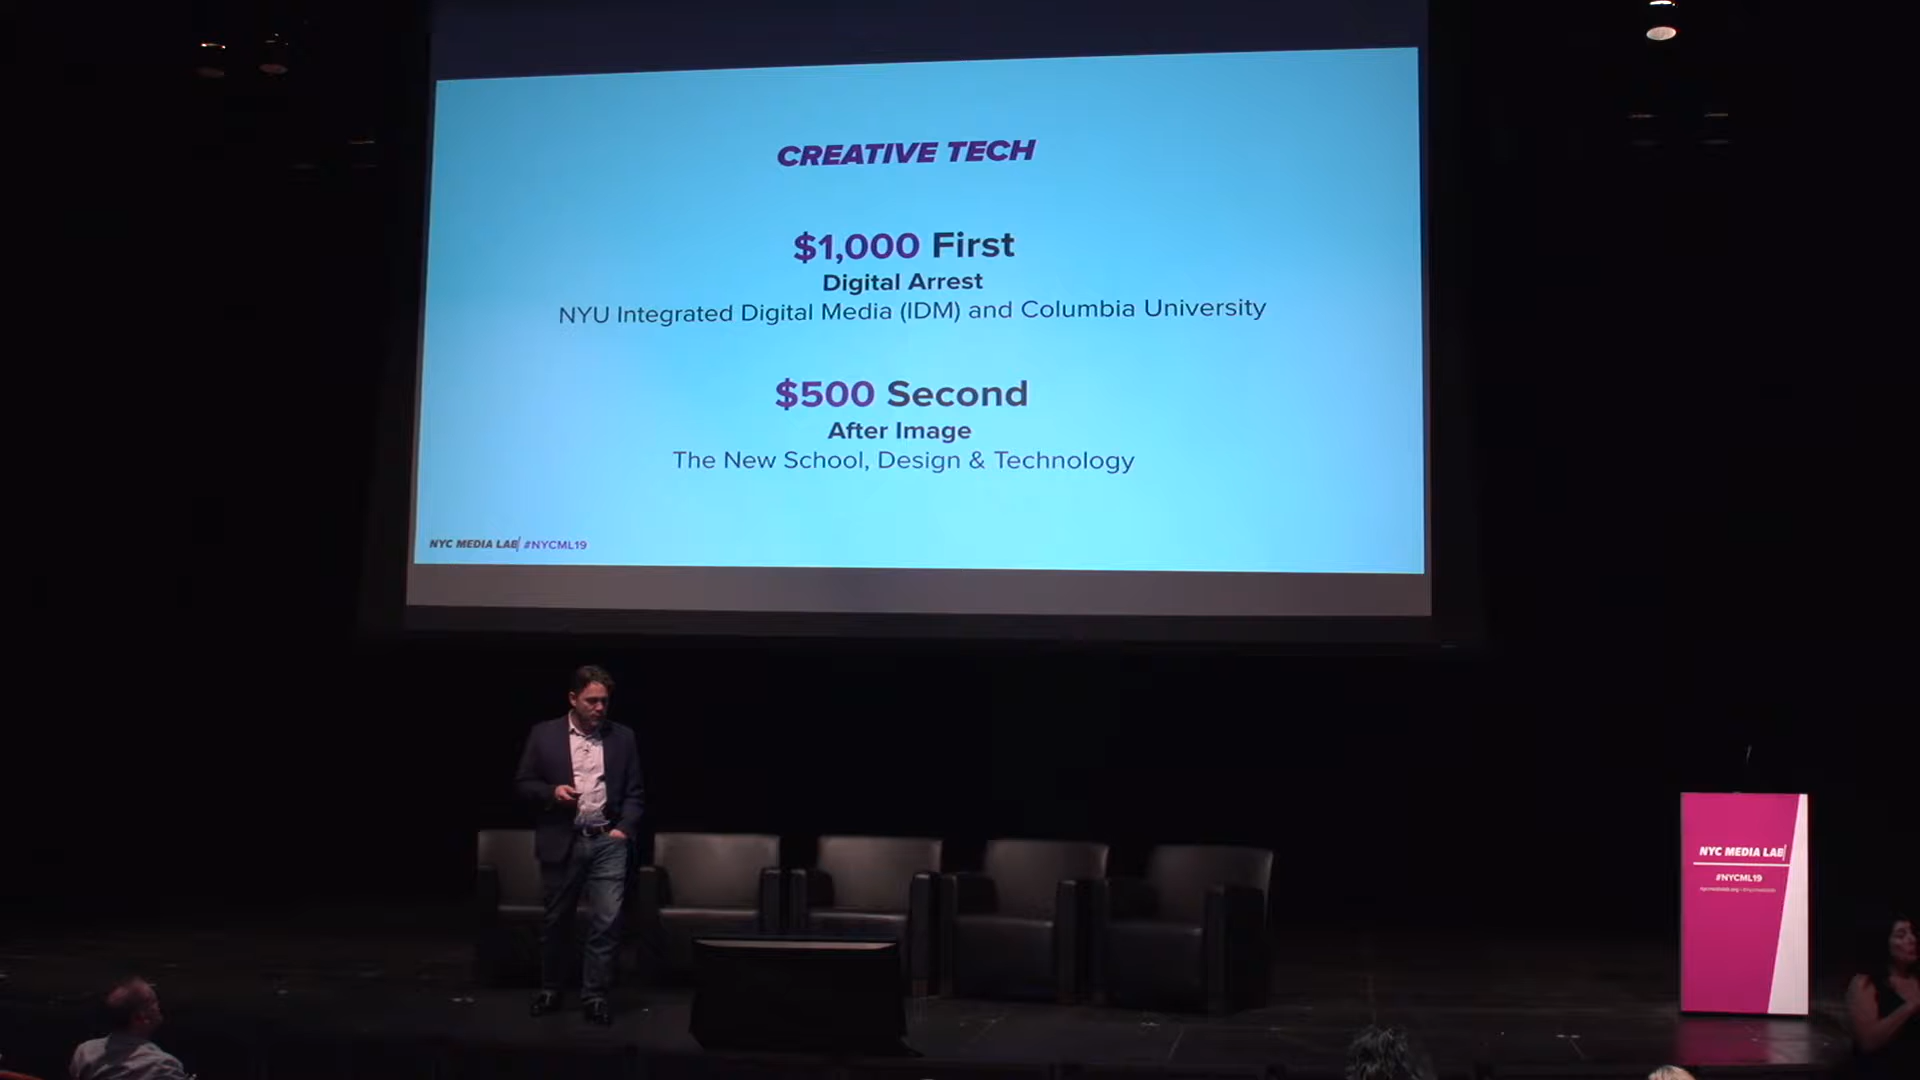 CREATIVE TECH
$1,000 First
Digital Arrest
NYU Integrated Digital Media (IDM) and Columbia University
$500 Second
After Image
The New School, Design & Technology
NYC MEDIA LAB #NYCML19
NYC MEDIA LAB
#NYCML19